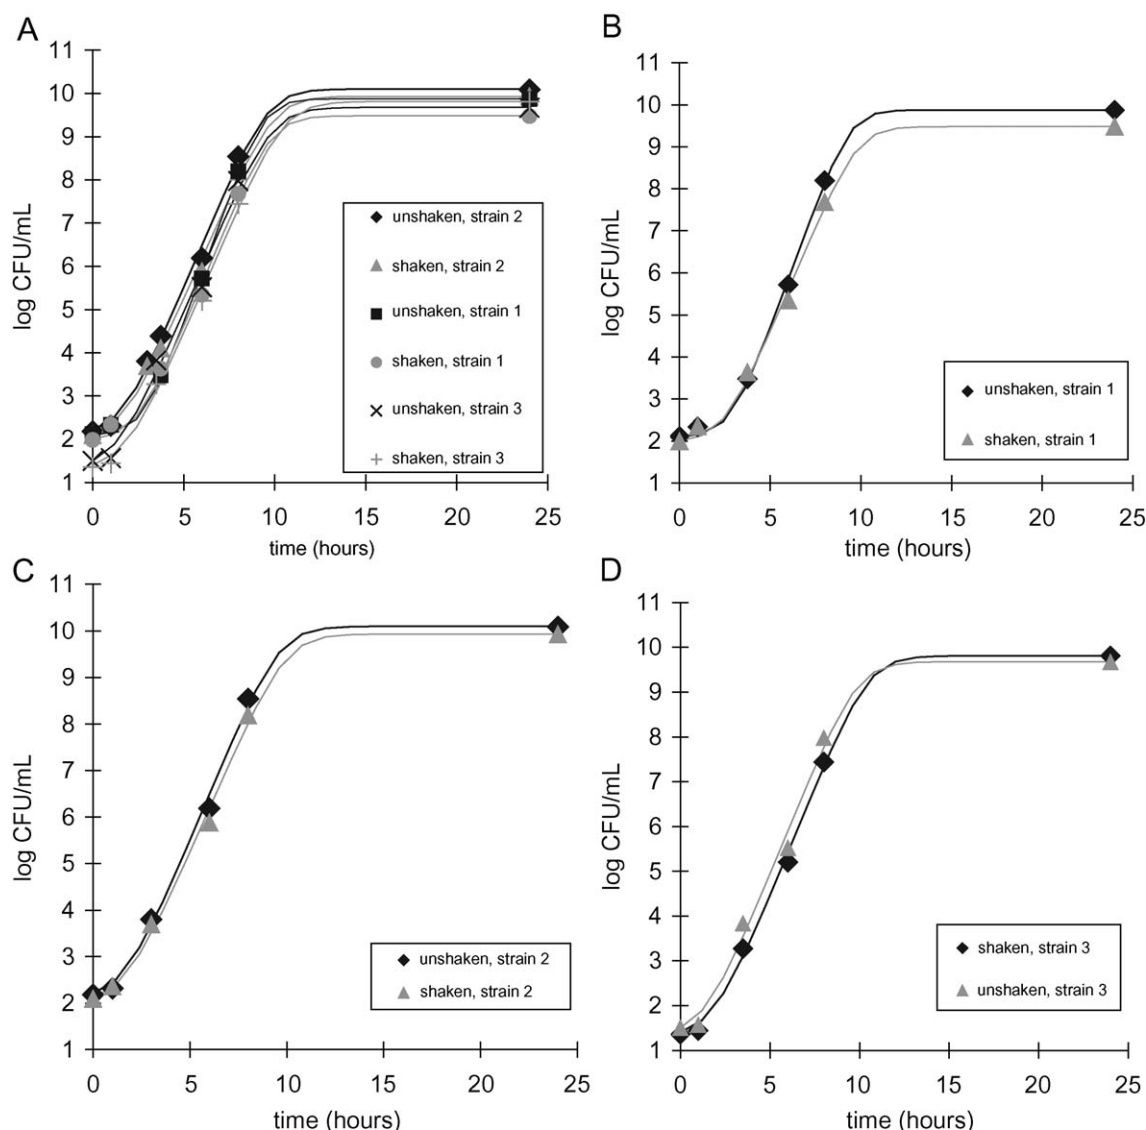 A
11
10
9
8
7
6
5
4
3
2
1
log CFU/mL
unshaken, strain 2
shaken, strain 2
unshaken, strain 1
shaken, strain 1
unshaken, strain 3
shaken, strain 3
0 5 10 15 20 25
time (hours)
B
11
10
9
8
7
6
5
4
3
2
1
log CFU/mL
unshaken, strain 1
shaken, strain 1
0 5 10 15 20 25
time (hours)
C
11
10
9
8
7
6
5
4
3
2
1
log CFU/mL
unshaken, strain 2
shaken, strain 2
0 5 10 15 20 25
time (hours)
D
11
10
9
8
7
6
5
4
3
2
1
log CFU/mL
shaken, strain 3
unshaken, strain 3
0 5 10 15 20 25
time (hours)